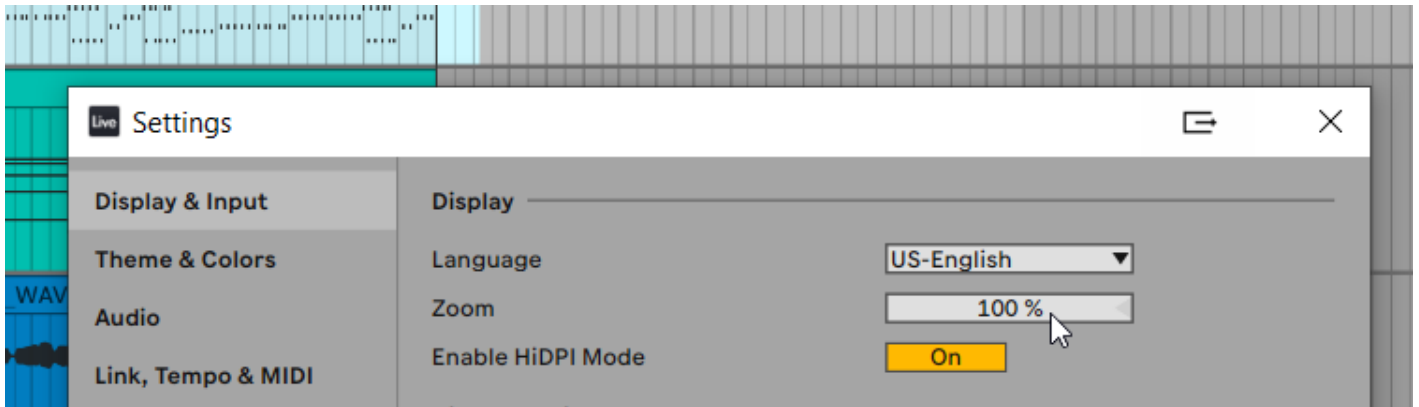 Live Settings
Display & Input
Theme & Colors
_WAV
Audio
Link, Tempo & MIDI
Display
Language US-English
Zoom 100 %
Enable HiDPI Mode On